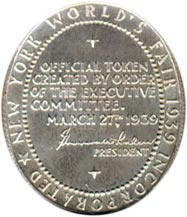 ★ NEW YORK WORLD'S FAIR 1939 INCORPORATED
OFFICIAL TOKEN
CREATED BY ORDER
OF THE EXECUTIVE
COMMITTEE.
MARCH 27TH 1939
PRESIDENT